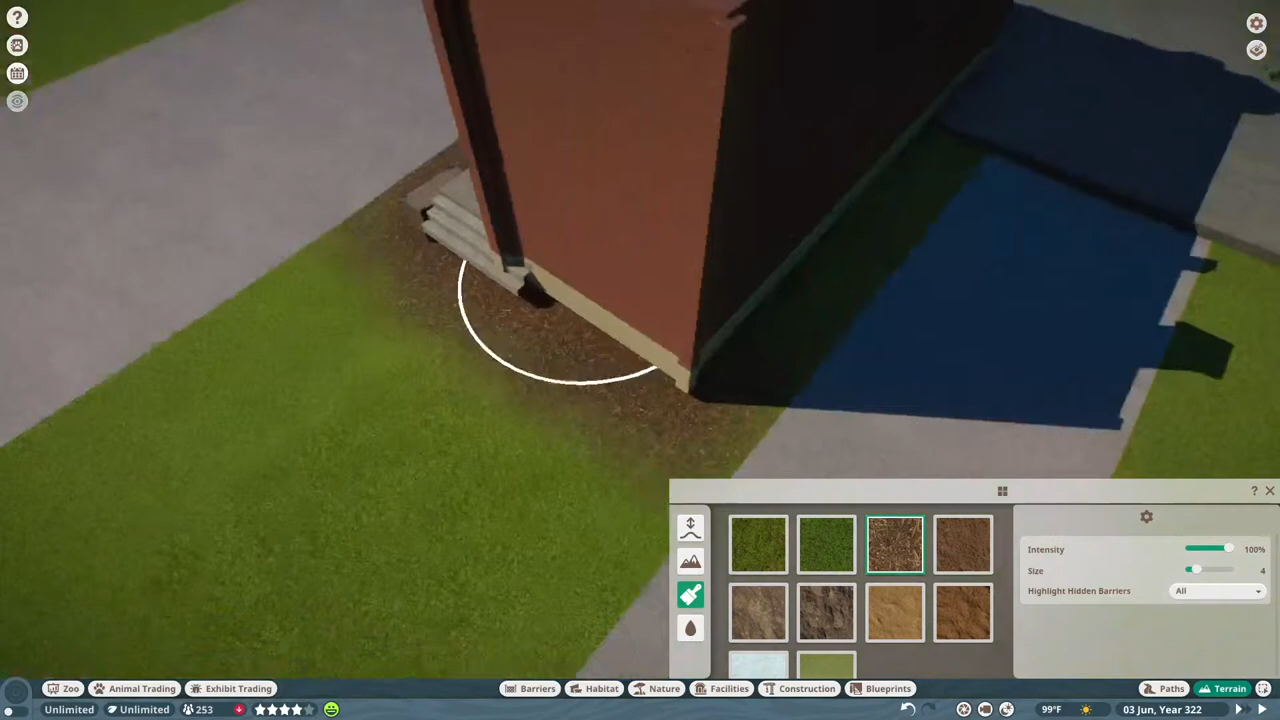 ?
? ×
Intensity 100%
Size 4
Highlight Hidden Barriers All
Zoo Animal Trading Exhibit Trading Barriers Habitat Nature Facilities Construction Blueprints Paths Terrain
Unlimited Unlimited 253 99°F 03 Jun, Year 322